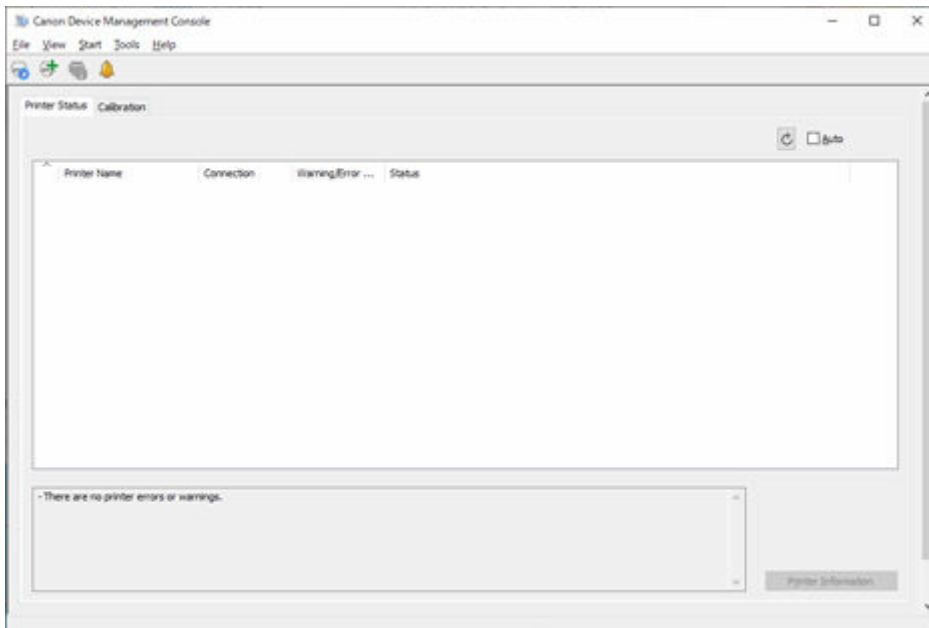 Canon Device Management Console
File View Start Tools Help
Printer Status Calibration
Auto
Printer Name Connection Warning/Error ... Status
- There are no printer errors or warnings.
Printer Information